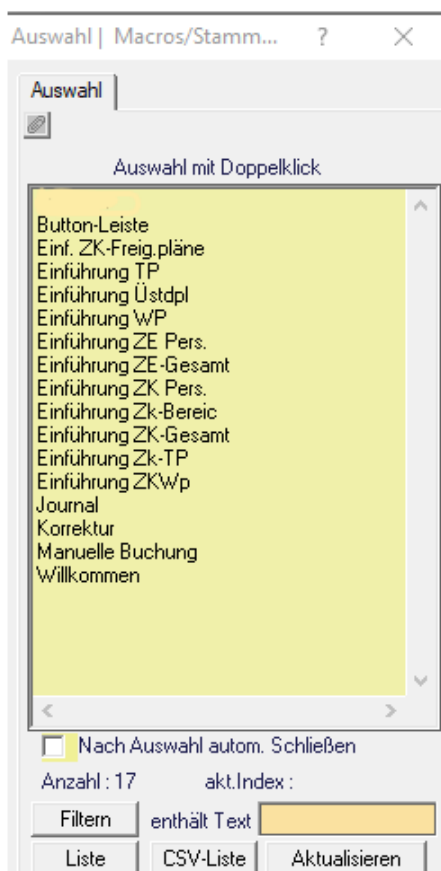 Auswahl | Macros/Stamm... ?
Auswahl
Auswahl mit Doppelklick
Button-Leiste
Einf. ZK-Freig.pläne
Einführung TP
Einführung Üstdpl
Einführung WP
Einführung ZE Pers.
Einführung ZE-Gesamt
Einführung ZK Pers.
Einführung Zk-Bereic
Einführung ZK-Gesamt
Einführung Zk-TP
Einführung ZKWp
Journal
Korrektur
Manuelle Buchung
Willkommen
Nach Auswahl autom. Schließen
Anzahl : 17 akt.Index :
Filtern enthält Text
Liste CSV-Liste Aktualisieren